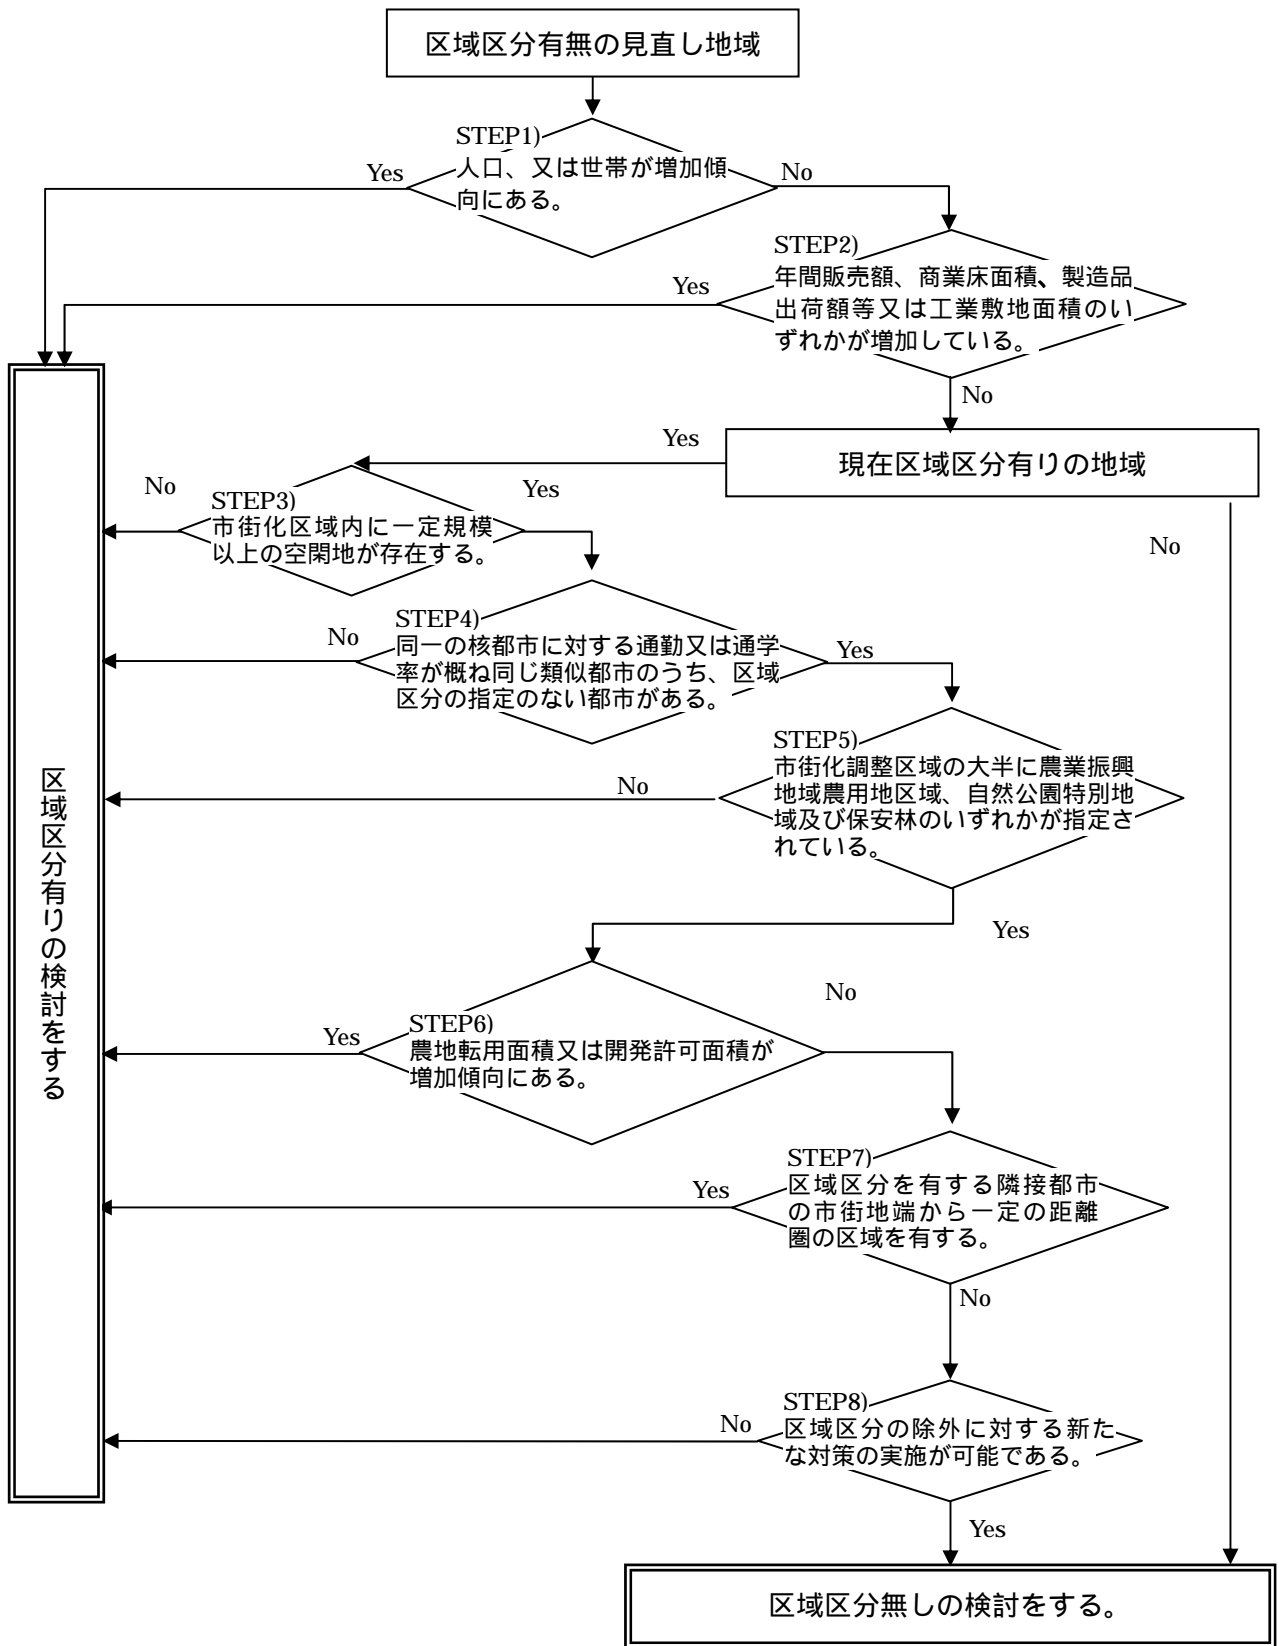 区域区分有無の見直し地域
STEP1)
人口、又は世帯が増加傾
向にある。
Yes
No
STEP2)
年間販売額、商業床面積、製造品
出荷額等又は工業敷地面積のい
ずれかが増加している。
Yes
No
現在区域区分有りの地域
Yes
No
STEP3)
市街化区域内に一定規模
以上の空閑地が存在する。
No
Yes
STEP4)
同一の核都市に対する通勤又は通学
率が概ね同じ類似都市のうち、区域
区分の指定のない都市がある。
No
Yes
STEP5)
市街化調整区域の大半に農業振興
地域農用地区域、自然公園特別地
域及び保安林のいずれかが指定さ
れている。
No
Yes
STEP6)
農地転用面積又は開発許可面積が
増加傾向にある。
Yes
No
STEP7)
区域区分を有する隣接都市
の市街地端から一定の距離
圏の区域を有する。
Yes
No
STEP8)
区域区分の除外に対する新た
な対策の実施が可能である。
No
Yes
区域区分有りの検討をする
区域区分無しの検討をする。